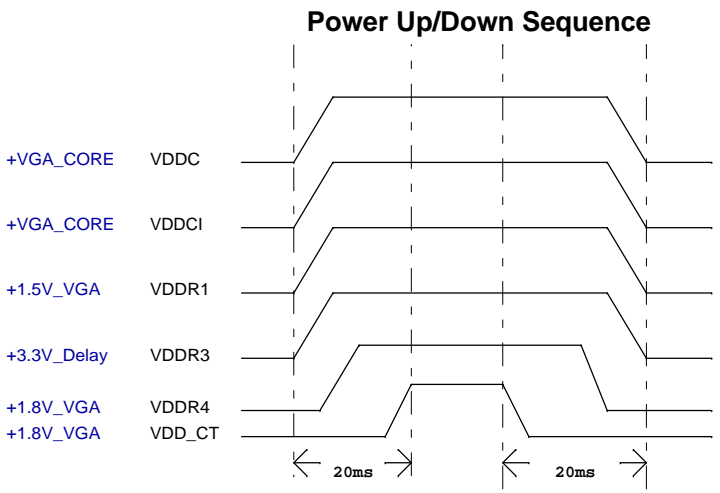 Power Up/Down Sequence
+VGA_CORE VDDC
+VGA_CORE VDDCI
+1.5V_VGA VDDR1
+3.3V_Delay VDDR3
+1.8V_VGA VDDR4
+1.8V_VGA VDD_CT
20ms 20ms